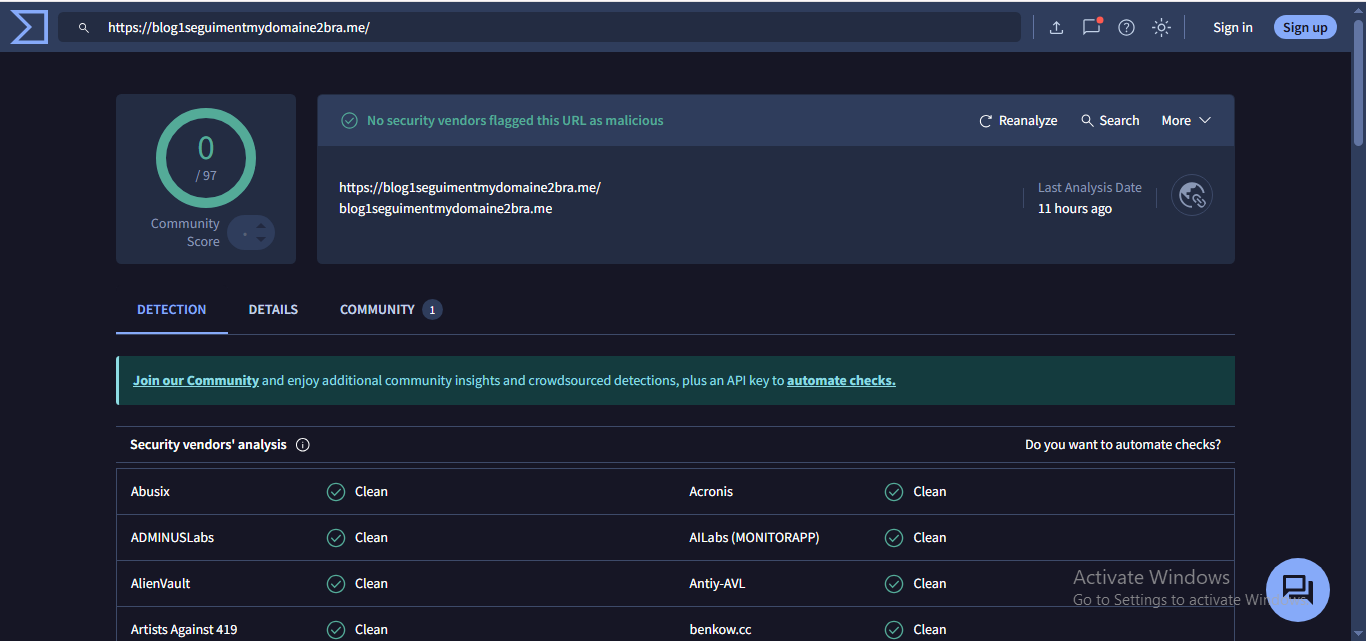 https://blog1seguimentmydomaine2bra.me/
Sign in
Sign up
0
/ 97
Community
Score
No security vendors flagged this URL as malicious
Reanalyze
Search
More
https://blog1seguimentmydomaine2bra.me/
blog1seguimentmydomaine2bra.me
Last Analysis Date
11 hours ago
DETECTION
DETAILS
COMMUNITY 1
Join our Community and enjoy additional community insights and crowdsourced detections, plus an API key to automate checks.
Security vendors' analysis
Do you want to automate checks?
Abusix Clean Acronis Clean
ADMINUSLabs Clean AILabs (MONITORAPP) Clean
AlienVault Clean Antiy-AVL Clean
Artists Against 419 Clean benkow.cc Clean
Activate Windows
Go to Settings to activate Windows.